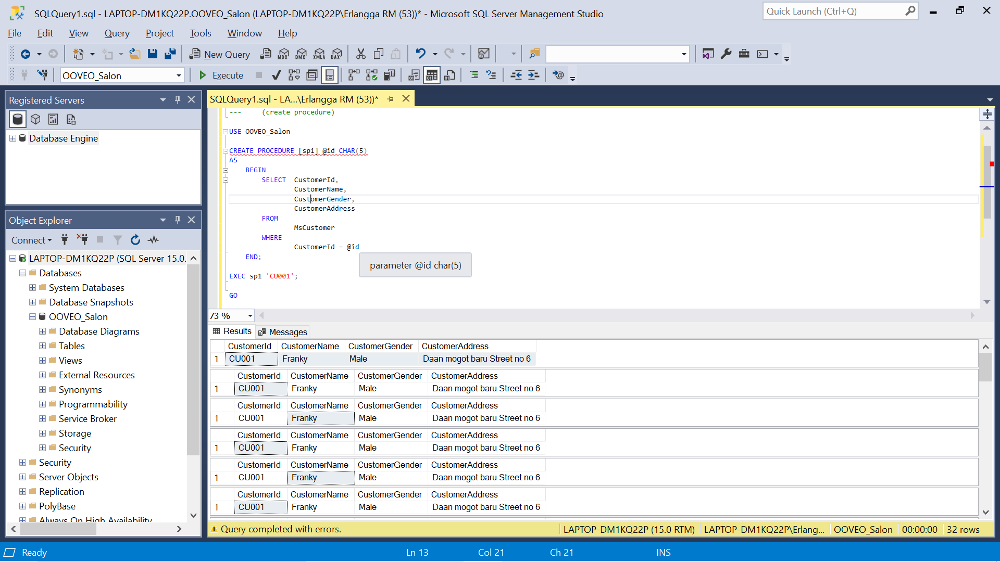 SQLQuery1.sql - LAPTOP-DM1KQ22P.OOVEO_Salon (LAPTOP-DM1KQ22P\Erlangga RM (53))* - Microsoft SQL Server Management Studio
Quick Launch (Ctrl+Q)
File Edit View Query Project Tools Window Help
New Query MDX DMX XMLA DAX
OOVEO_Salon Execute
Registered Servers
Database Engine
Object Explorer
Connect
LAPTOP-DM1KQ22P (SQL Server 15.0.
Databases
System Databases
Database Snapshots
OOVEO_Salon
Database Diagrams
Tables
Views
External Resources
Synonyms
Programmability
Service Broker
Storage
Security
Security
Server Objects
Replication
PolyBase
Always On High Availability
SQLQuery1.sql - LA...\Erlangga RM (53))*
--- (create procedure)
USE OOVEO_Salon
CREATE PROCEDURE [sp1] @id CHAR(5)
AS
BEGIN
SELECT CustomerId,
CustomerName,
CustomerGender,
CustomerAddress
FROM
MsCustomer
WHERE
CustomerId = @id
END;
parameter @id char(5)
EXEC sp1 'CU001';
GO
73 %
Results Messages
CustomerId CustomerName CustomerGender CustomerAddress
1 CU001 Franky Male Daan mogot baru Street no 6
CustomerId CustomerName CustomerGender CustomerAddress
1 CU001 Franky Male Daan mogot baru Street no 6
CustomerId CustomerName CustomerGender CustomerAddress
1 CU001 Franky Male Daan mogot baru Street no 6
CustomerId CustomerName CustomerGender CustomerAddress
1 CU001 Franky Male Daan mogot baru Street no 6
CustomerId CustomerName CustomerGender CustomerAddress
1 CU001 Franky Male Daan mogot baru Street no 6
CustomerId CustomerName CustomerGender CustomerAddress
1 CU001 Franky Male Daan mogot baru Street no 6
Query completed with errors. LAPTOP-DM1KQ22P (15.0 RTM) LAPTOP-DM1KQ22P\Erlang... OOVEO_Salon 00:00:00 32 rows
Ready Ln 13 Col 21 Ch 21 INS